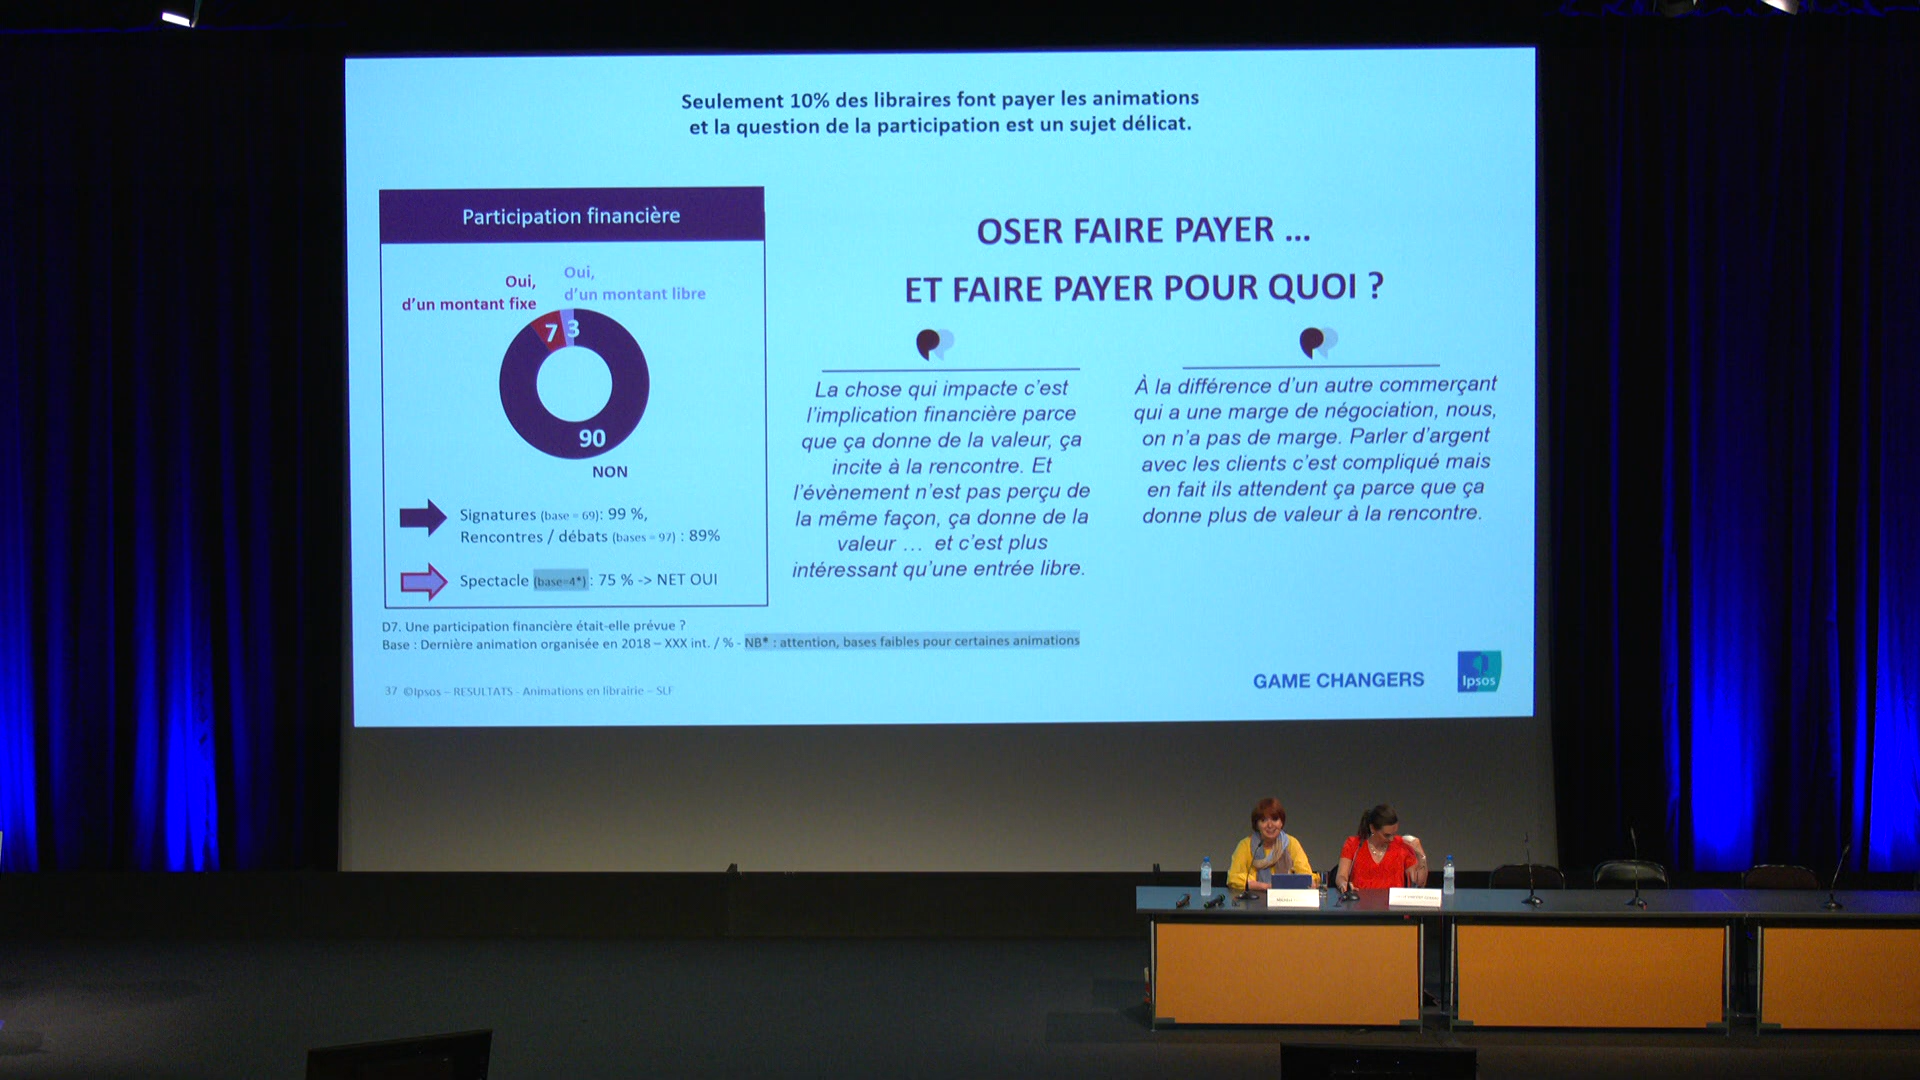 Seulement 10% des libraires font payer les animations
et la question de la participation est un sujet délicat.
Participation financière
Oui,
d'un montant fixe
Oui,
d'un montant libre
7
3
90
NON
Signatures (base = 69): 99 %,
Rencontres / débats (bases = 97) : 89%
Spectacle (base=4*) : 75 % -> NET OUI
OSER FAIRE PAYER ...
ET FAIRE PAYER POUR QUOI ?
La chose qui impacte c'est
l'implication financière parce
que ça donne de la valeur, ça
incite à la rencontre. Et
l'évènement n'est pas perçu de
la même façon, ça donne de la
valeur … et c'est plus
intéressant qu'une entrée libre.
À la différence d'un autre commerçant
qui a une marge de négociation, nous,
on n'a pas de marge. Parler d'argent
avec les clients c'est compliqué mais
en fait ils attendent ça parce que ça
donne plus de valeur à la rencontre.
D7. Une participation financière était-elle prévue ?
Base : Dernière animation organisée en 2018 – XXX int. / % - NB* : attention, bases faibles pour certaines animations
37 ©Ipsos – RESULTATS - Animations en librairie – SLF
GAME CHANGERS
Ipsos